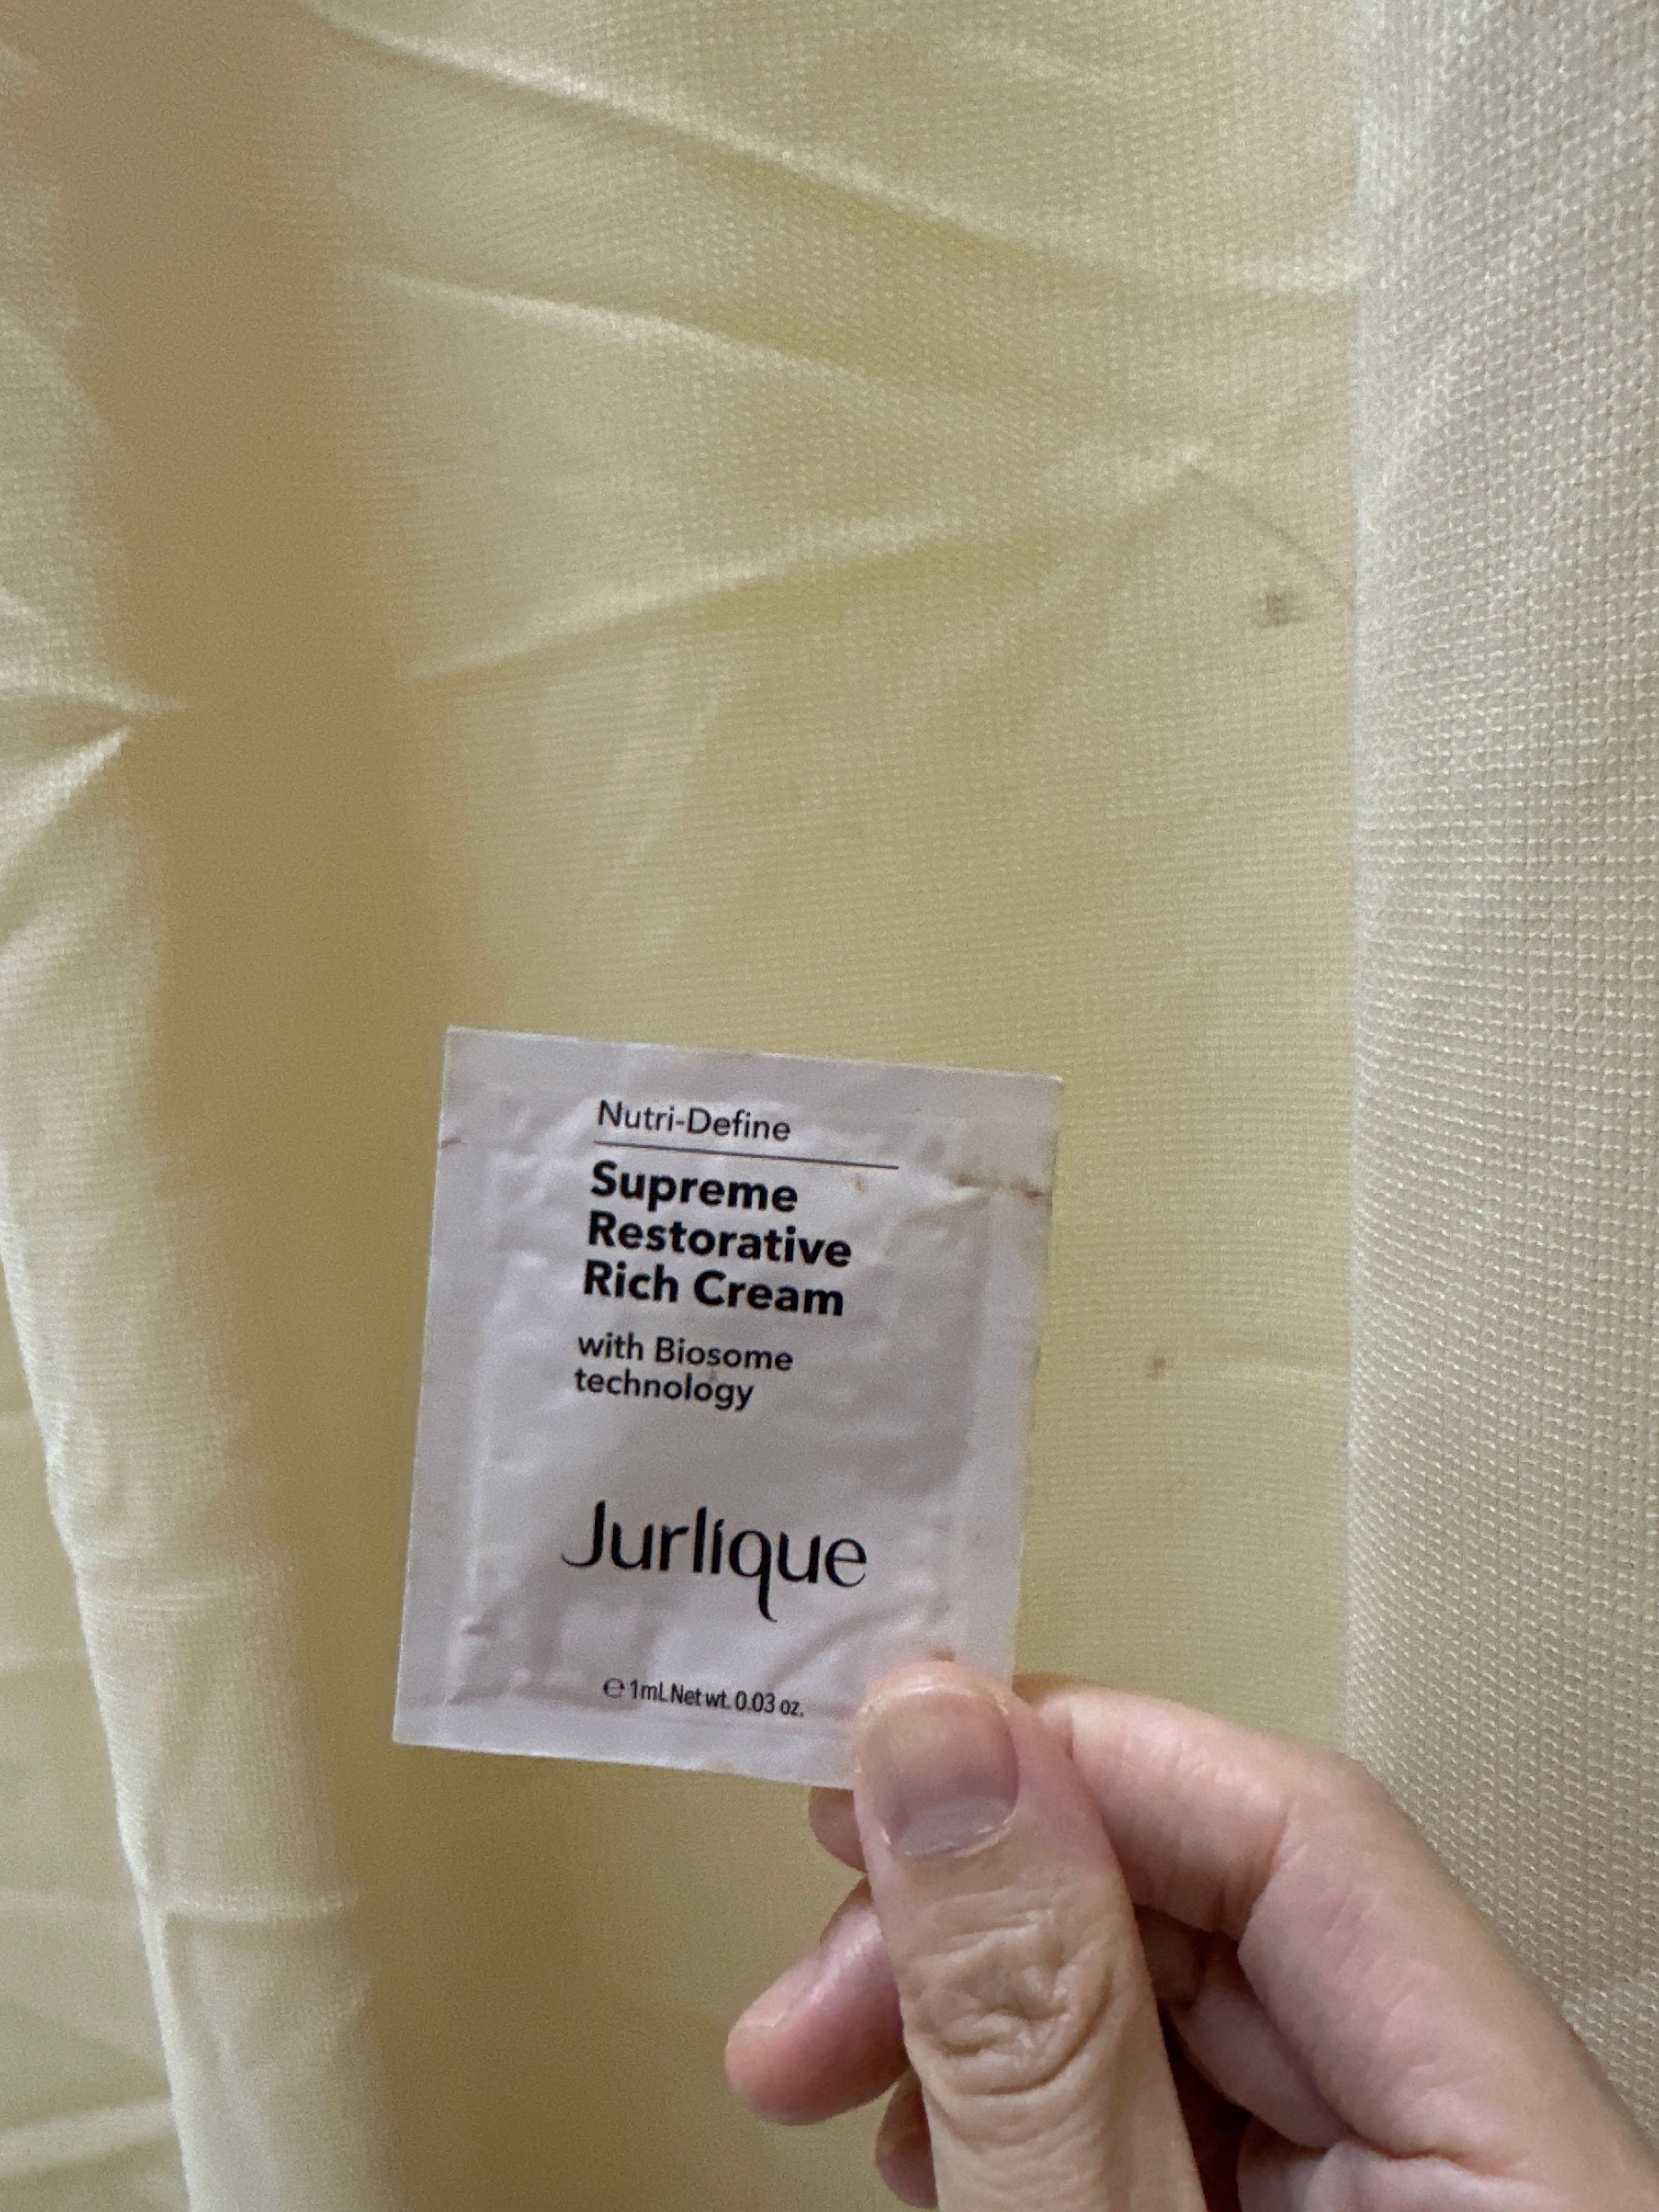 Nutri-Define
Supreme
Restorative
Rich Cream
with Biosome
technology
Jurlique
℮ 1mL Net wt. 0.03 oz.